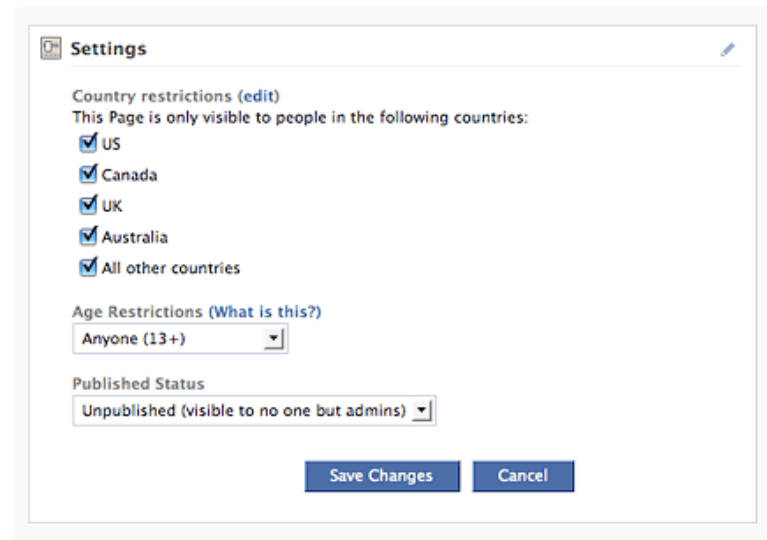 Settings
Country restrictions (edit)
This Page is only visible to people in the following countries:
US
Canada
UK
Australia
All other countries
Age Restrictions (What is this?)
Anyone (13+)
Published Status
Unpublished (visible to no one but admins)
Save Changes
Cancel